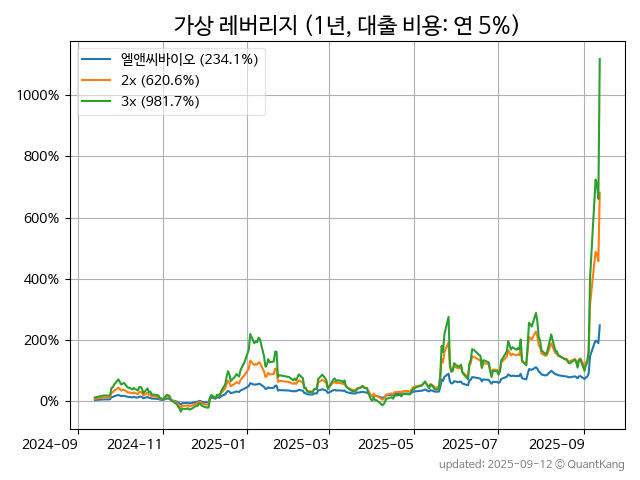 가상 레버리지 (1년, 대출 비용: 연 5%)
엘앤씨바이오 (234.1%)
2x (620.6%)
3x (981.7%)
1000%
800%
600%
400%
200%
0%
2024-09 2024-11 2025-01 2025-03 2025-05 2025-07 2025-09
updated: 2025-09-12 © QuantKang